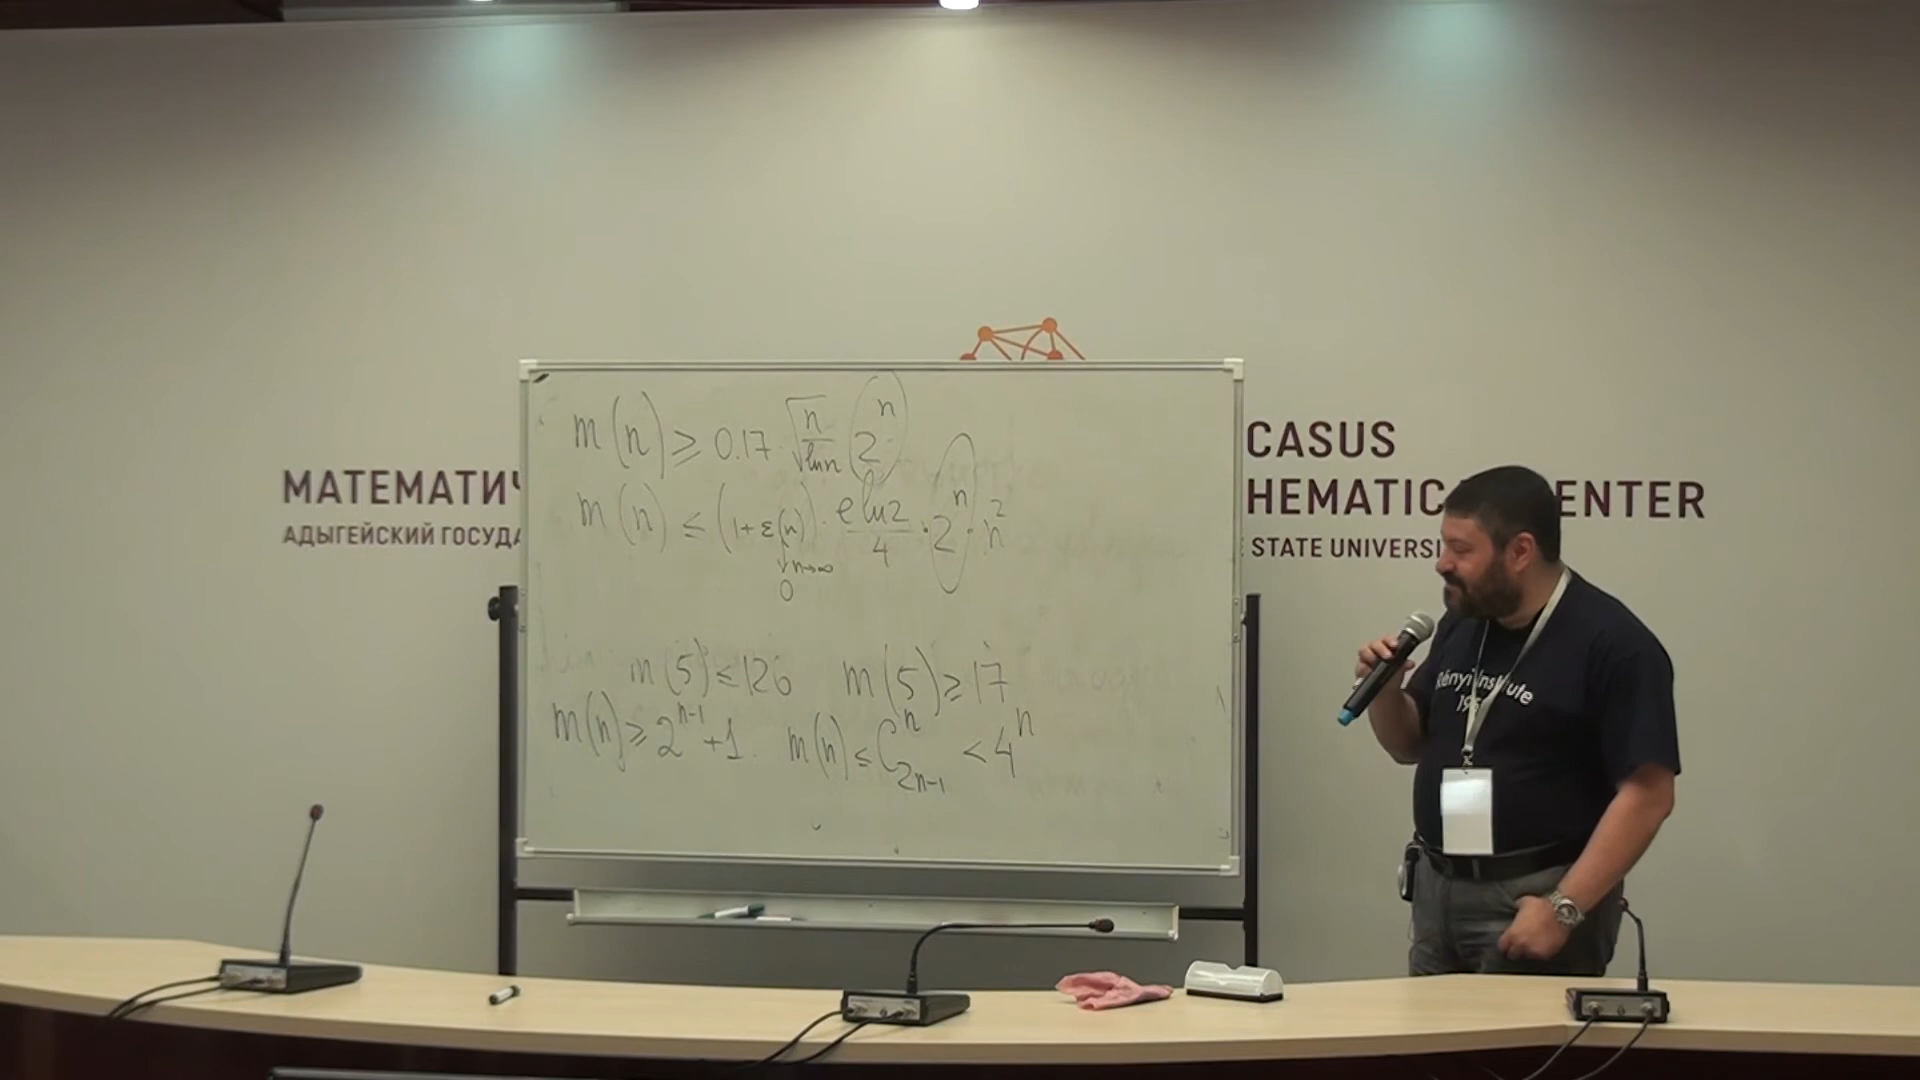 m(n) ≥ 0.17 · √(n/ln n) 2^n
m(n) ≤ (1+ε(n)) · (e ln2)/4 · 2^n · n^2
↓ n→∞
0
m(5) ≤ 126 m(5) ≥ 17
m(n) ≥ 2^{n-1} + 1. m(n) ≤ C_{2n-1}^n < 4^n
МАТЕМАТИЧ
АДЫГЕЙСКИЙ ГОСУДА
CASUS
HEMATIC ENTER
STATE UNIVERSI
Rényi Institute